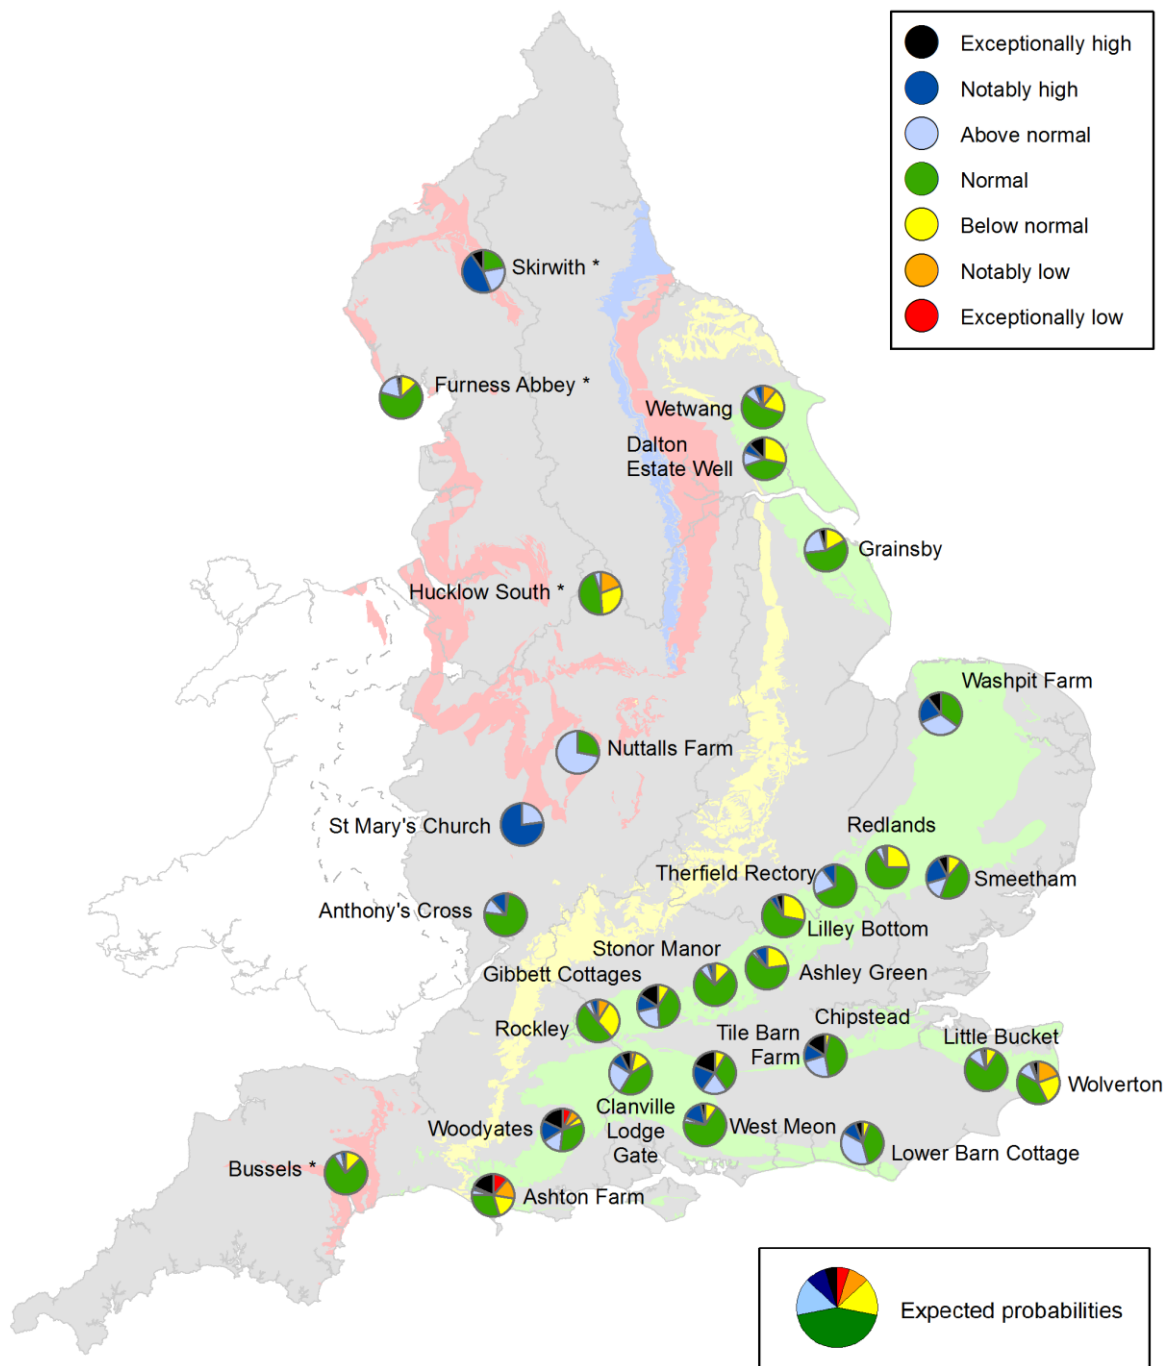 Exceptionally high
Notably high
Above normal
Normal
Below normal
Notably low
Exceptionally low
Skirwith *
Furness Abbey *
Wetwang
Dalton
Estate Well
Grainsby
Hucklow South *
Washpit Farm
Nuttalls Farm
St Mary's Church
Redlands
Therfield Rectory
Smeetham
Anthony's Cross
Lilley Bottom
Stonor Manor
Gibbett Cottages
Ashley Green
Rockley
Chipstead
Tile Barn
Farm
Little Bucket
Wolverton
Clanville
Lodge
Gate
Woodyates
West Meon
Lower Barn Cottage
Bussels *
Ashton Farm
Expected probabilities